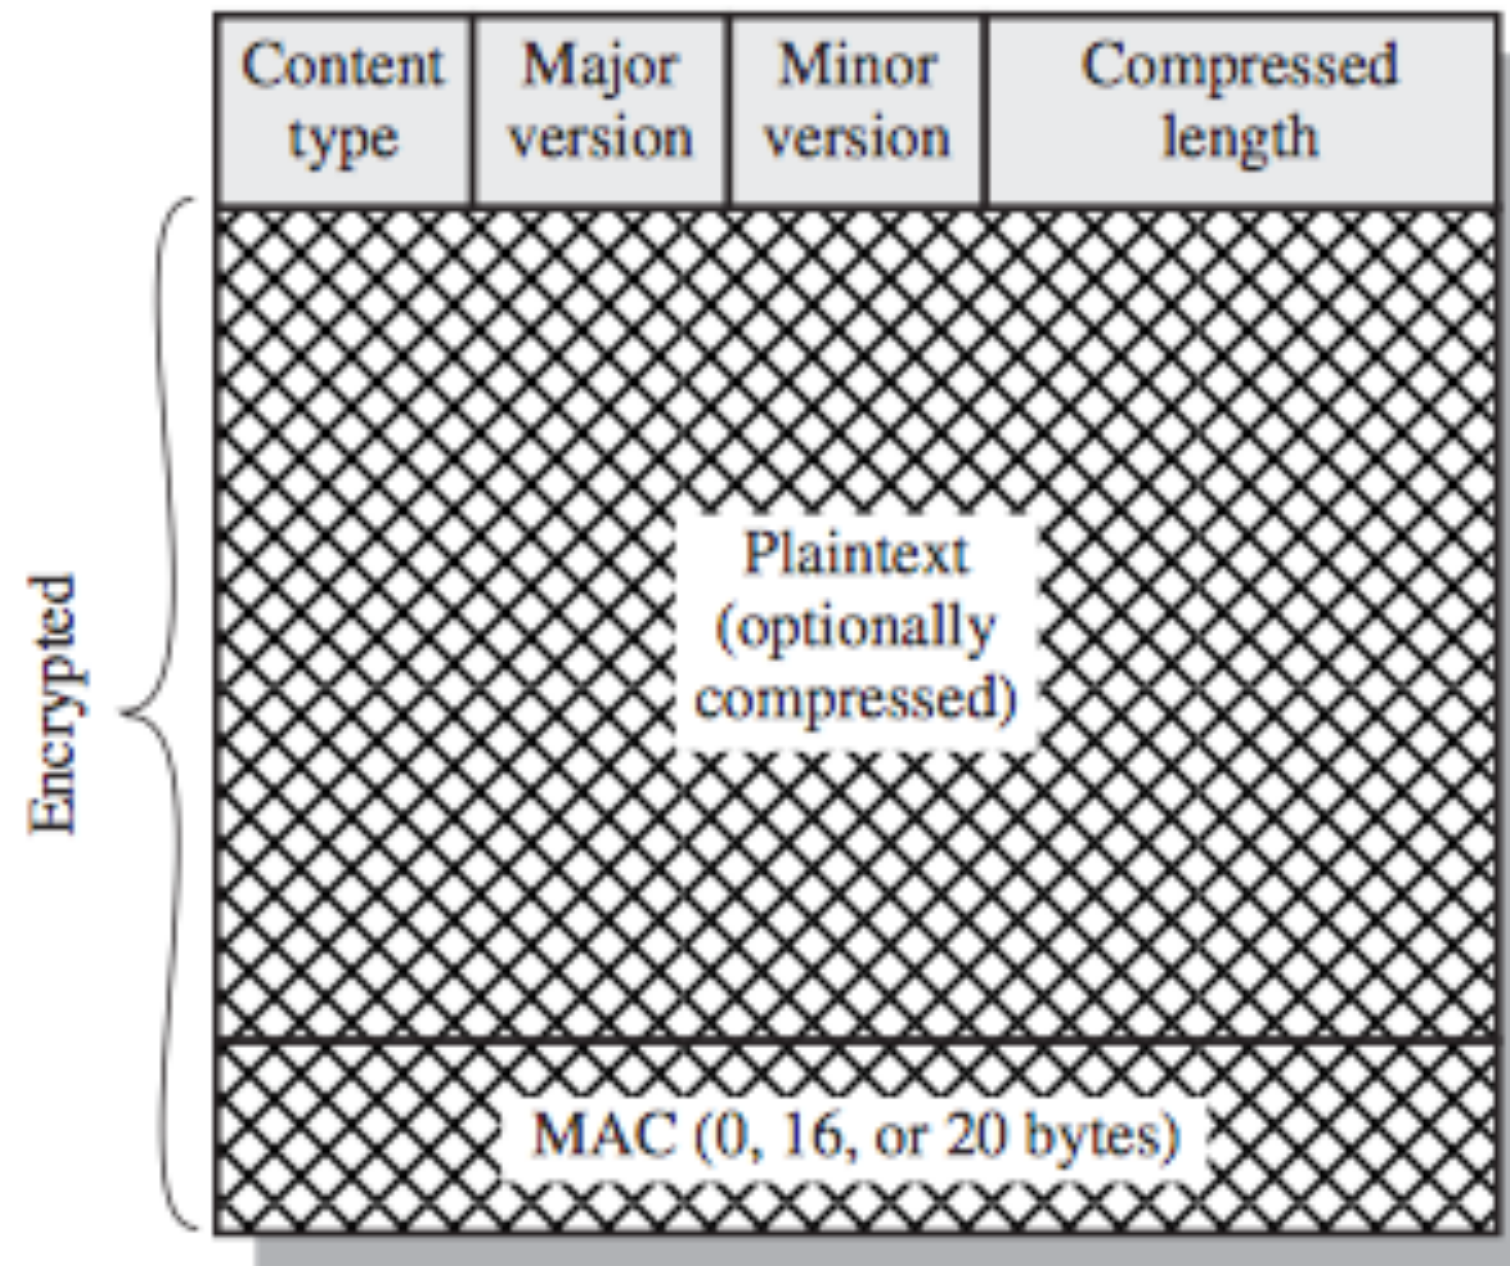 Content
type
Major
version
Minor
version
Compressed
length
Encrypted
Plaintext
(optionally
compressed)
MAC (0, 16, or 20 bytes)